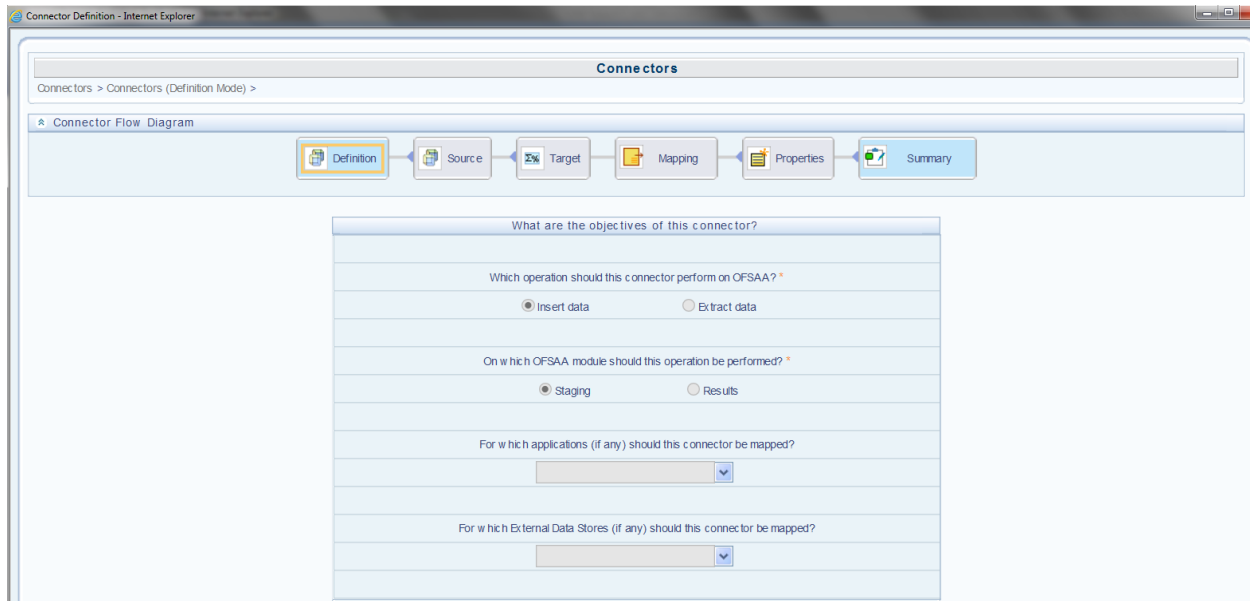 Connector Definition - Internet Explorer
Connectors
Connectors > Connectors (Definition Mode) >
Connector Flow Diagram
Definition Source Σ% Target Mapping Properties Summary
What are the objectives of this connector?
Which operation should this connector perform on OFSAA? *
Insert data Extract data
On which OFSAA module should this operation be performed? *
Staging Results
For which applications (if any) should this connector be mapped?
For which External Data Stores (if any) should this connector be mapped?